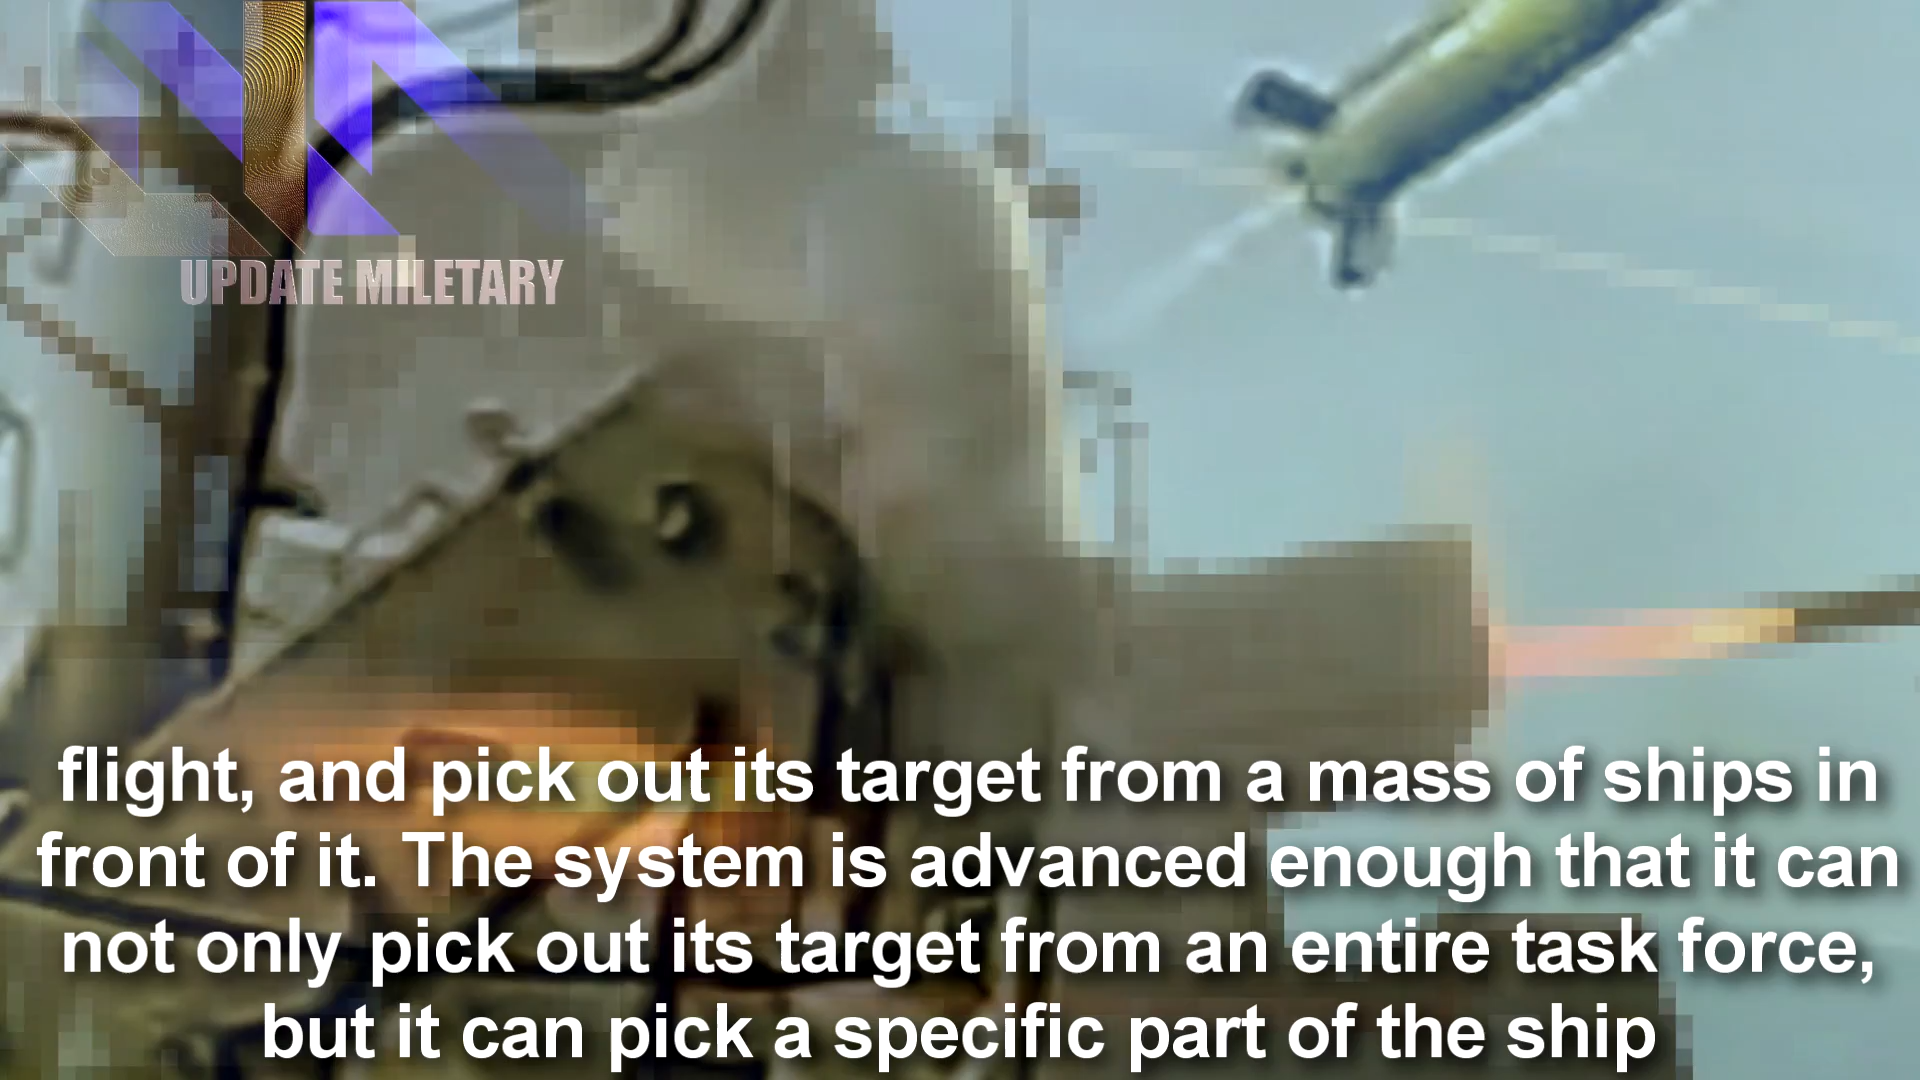 UPDATE MILETARY
flight, and pick out its target from a mass of ships in
front of it. The system is advanced enough that it can
not only pick out its target from an entire task force,
but it can pick a specific part of the ship